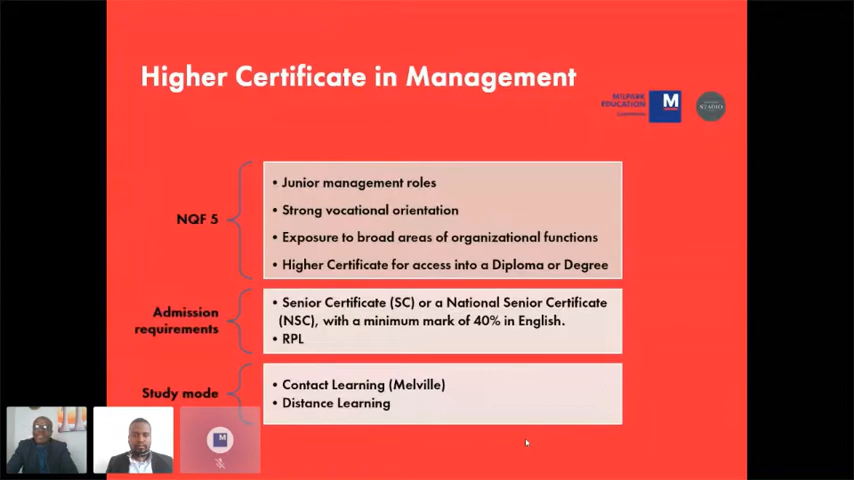 Higher Certificate in Management
MILPARK
EDUCATION
M
STADIO
NQF 5
• Junior management roles
• Strong vocational orientation
• Exposure to broad areas of organizational functions
• Higher Certificate for access into a Diploma or Degree
Admission
requirements
• Senior Certificate (SC) or a National Senior Certificate
(NSC), with a minimum mark of 40% in English.
• RPL
Study mode
• Contact Learning (Melville)
• Distance Learning
M